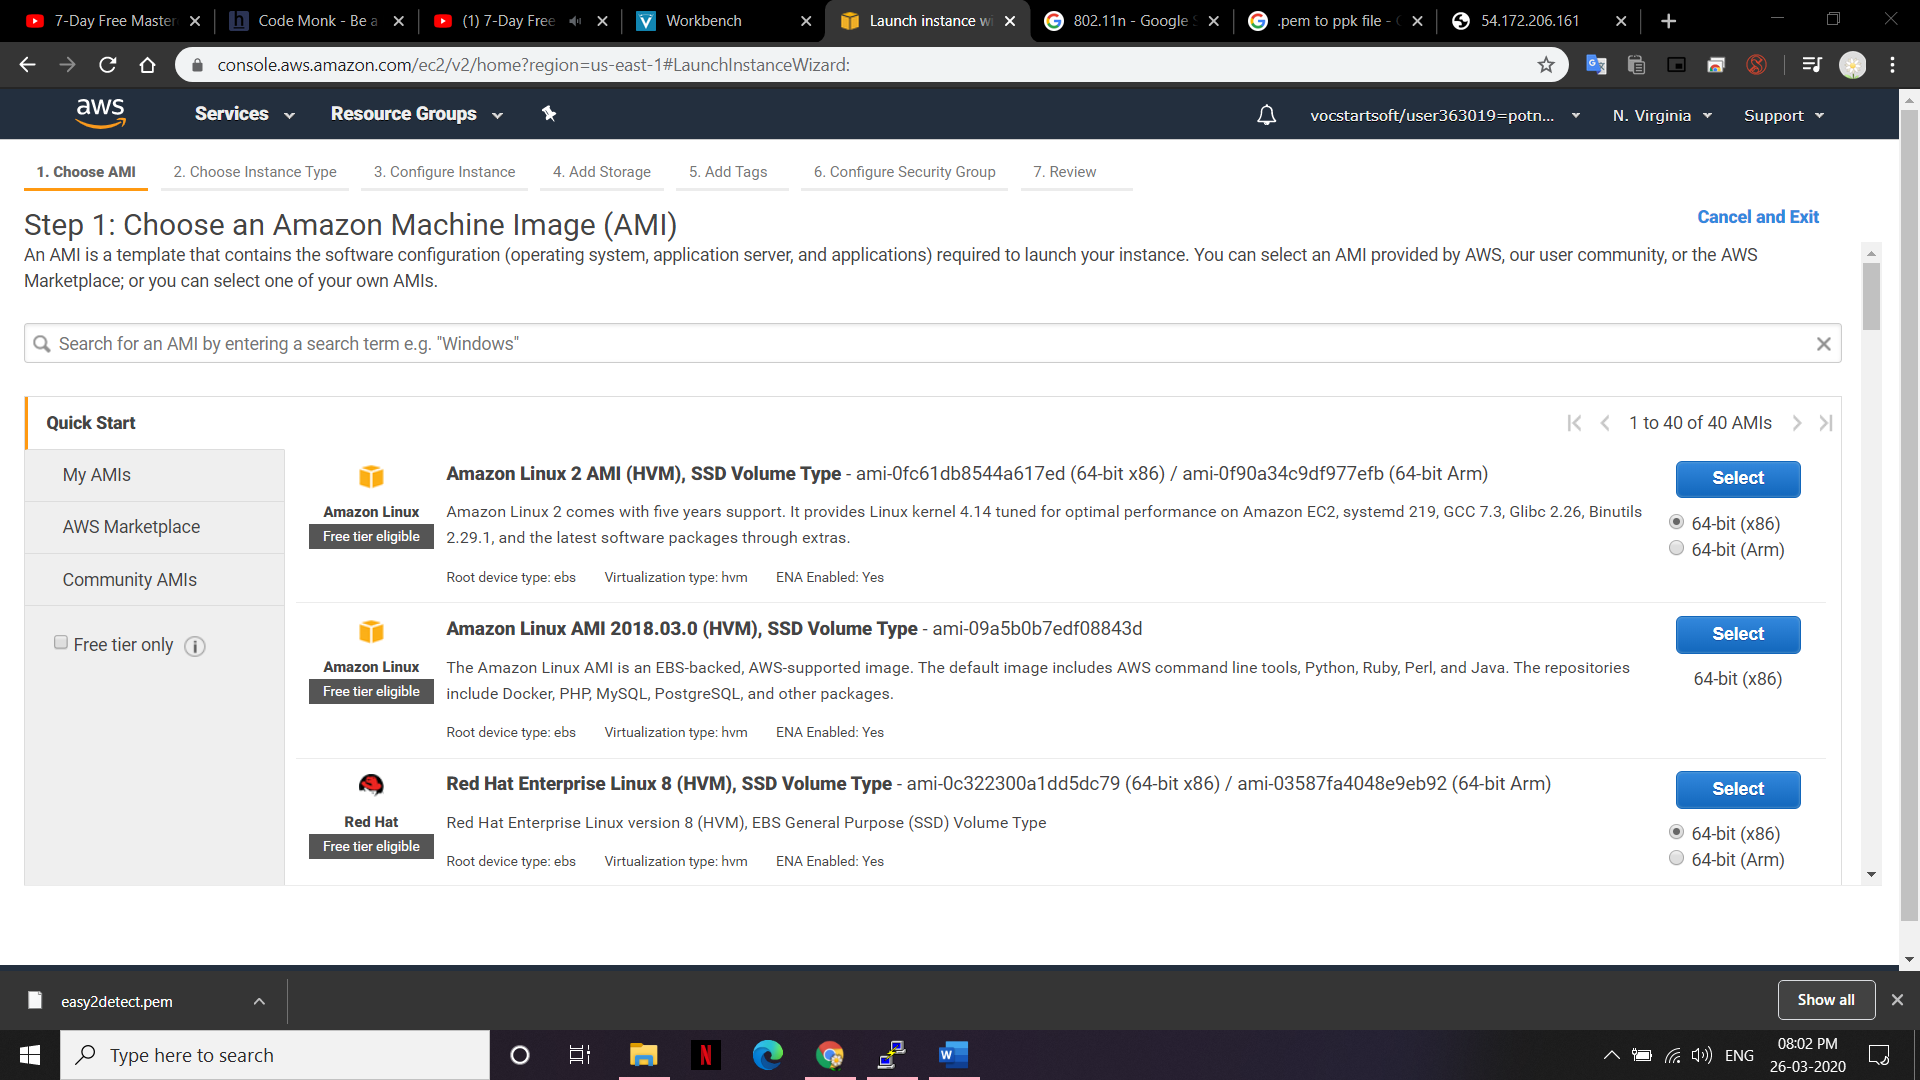 7-Day Free Master
Code Monk - Be a
(1) 7-Day Free
Workbench
Launch instance wi
802.11n - Google S
.pem to ppk file - G
54.172.206.161
console.aws.amazon.com/ec2/v2/home?region=us-east-1#LaunchInstanceWizard:
aws
Services
Resource Groups
vocstartsoft/user363019=potn...
N. Virginia
Support
1. Choose AMI
2. Choose Instance Type
3. Configure Instance
4. Add Storage
5. Add Tags
6. Configure Security Group
7. Review
Step 1: Choose an Amazon Machine Image (AMI)
Cancel and Exit
An AMI is a template that contains the software configuration (operating system, application server, and applications) required to launch your instance. You can select an AMI provided by AWS, our user community, or the AWS
Marketplace; or you can select one of your own AMIs.
Search for an AMI by entering a search term e.g. "Windows"
Quick Start
1 to 40 of 40 AMIs
My AMIs
AWS Marketplace
Community AMIs
Free tier only
Amazon Linux
Free tier eligible
Amazon Linux 2 AMI (HVM), SSD Volume Type - ami-0fc61db8544a617ed (64-bit x86) / ami-0f90a34c9df977efb (64-bit Arm)
Amazon Linux 2 comes with five years support. It provides Linux kernel 4.14 tuned for optimal performance on Amazon EC2, systemd 219, GCC 7.3, Glibc 2.26, Binutils
2.29.1, and the latest software packages through extras.
Root device type: ebs
Virtualization type: hvm
ENA Enabled: Yes
Select
64-bit (x86)
64-bit (Arm)
Amazon Linux
Free tier eligible
Amazon Linux AMI 2018.03.0 (HVM), SSD Volume Type - ami-09a5b0b7edf08843d
The Amazon Linux AMI is an EBS-backed, AWS-supported image. The default image includes AWS command line tools, Python, Ruby, Perl, and Java. The repositories
include Docker, PHP, MySQL, PostgreSQL, and other packages.
Root device type: ebs
Virtualization type: hvm
ENA Enabled: Yes
Select
64-bit (x86)
Red Hat
Free tier eligible
Red Hat Enterprise Linux 8 (HVM), SSD Volume Type - ami-0c322300a1dd5dc79 (64-bit x86) / ami-03587fa4048e9eb92 (64-bit Arm)
Red Hat Enterprise Linux version 8 (HVM), EBS General Purpose (SSD) Volume Type
Root device type: ebs
Virtualization type: hvm
ENA Enabled: Yes
Select
64-bit (x86)
64-bit (Arm)
easy2detect.pem
Show all
Type here to search
ENG
08:02 PM
26-03-2020